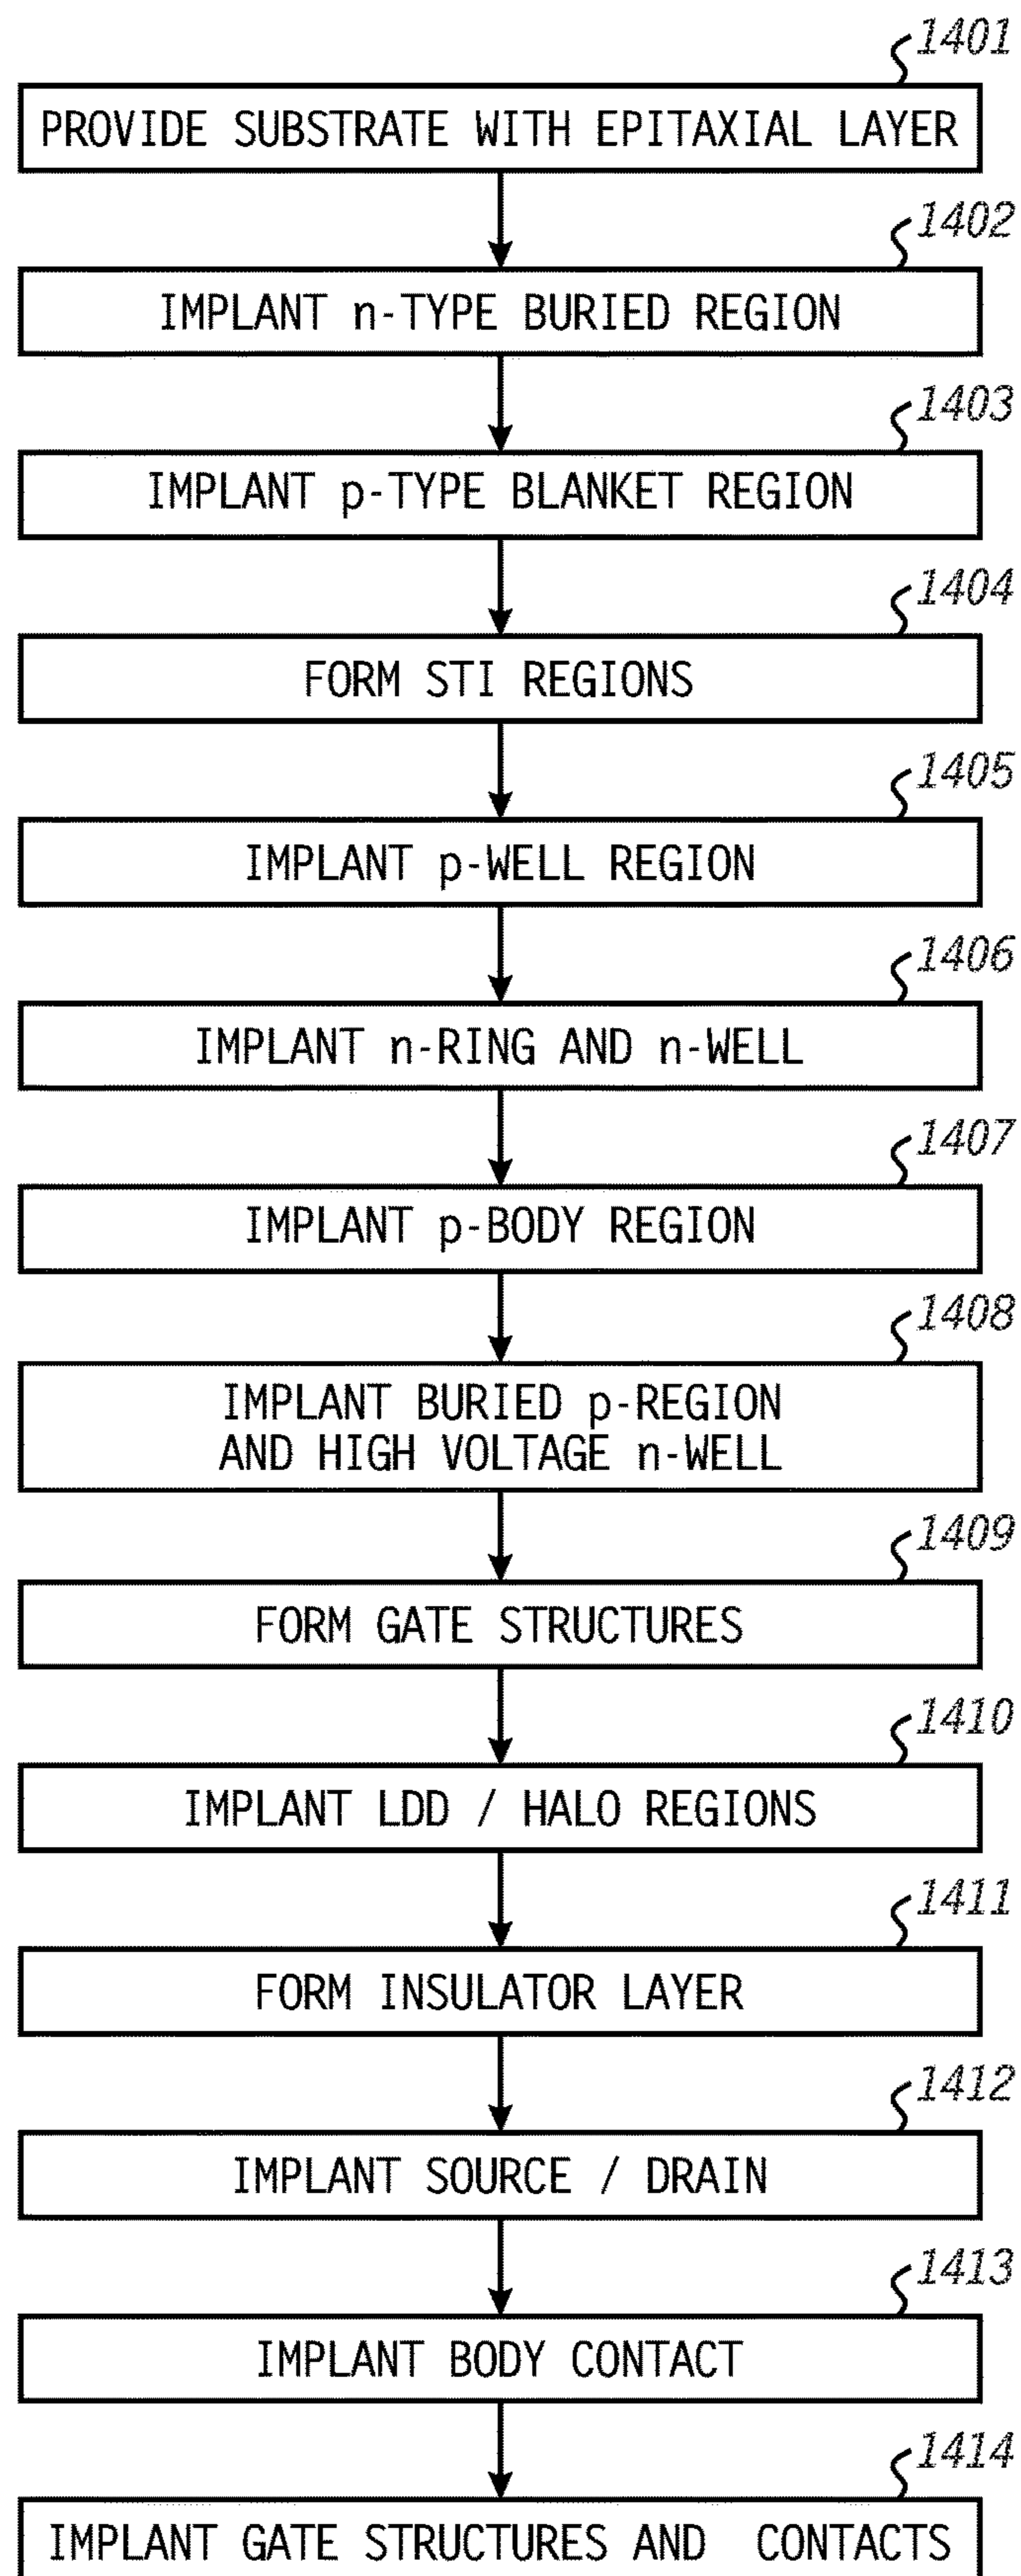 1401
PROVIDE SUBSTRATE WITH EPITAXIAL LAYER
1402
IMPLANT n-TYPE BURIED REGION
1403
IMPLANT p-TYPE BLANKET REGION
1404
FORM STI REGIONS
1405
IMPLANT p-WELL REGION
1406
IMPLANT n-RING AND n-WELL
1407
IMPLANT p-BODY REGION
1408
IMPLANT BURIED p-REGION
AND HIGH VOLTAGE n-WELL
1409
FORM GATE STRUCTURES
1410
IMPLANT LDD / HALO REGIONS
1411
FORM INSULATOR LAYER
1412
IMPLANT SOURCE / DRAIN
1413
IMPLANT BODY CONTACT
1414
IMPLANT GATE STRUCTURES AND CONTACTS